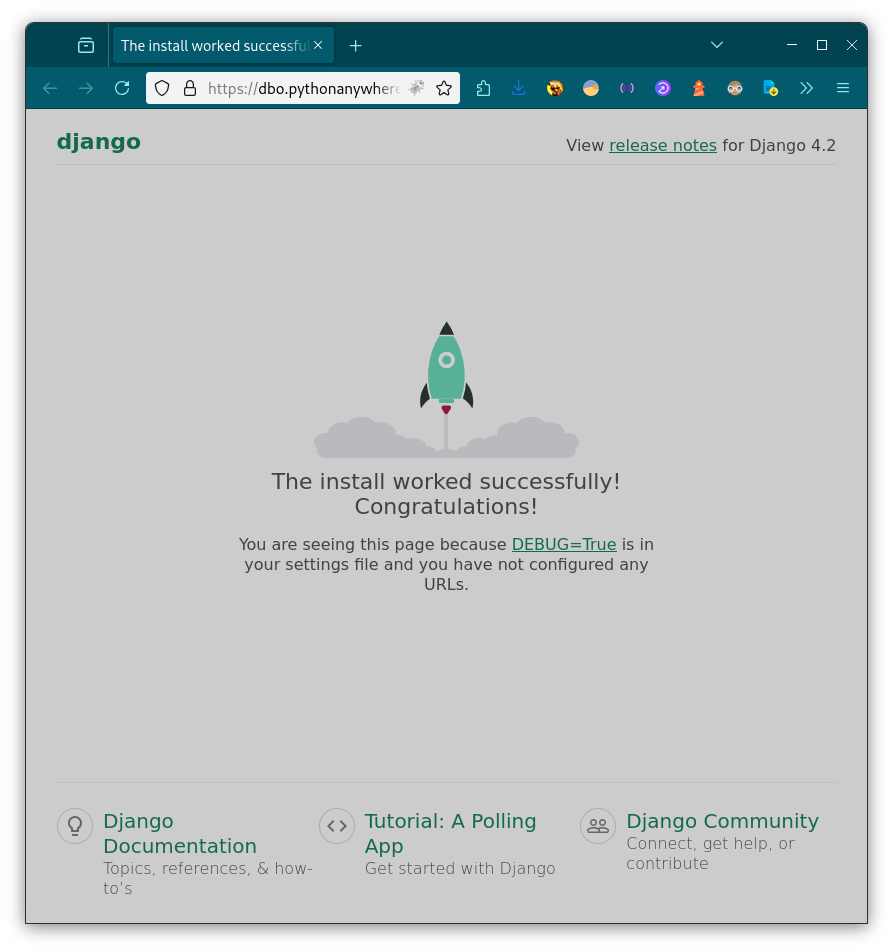 The install worked successfu
https://dbo.pythonanywhere
django
View release notes for Django 4.2
The install worked successfully!
Congratulations!
You are seeing this page because DEBUG=True is in
your settings file and you have not configured any
URLs.
Django
Documentation
Topics, references, & how-
to's
Tutorial: A Polling
App
Get started with Django
Django Community
Connect, get help, or
contribute